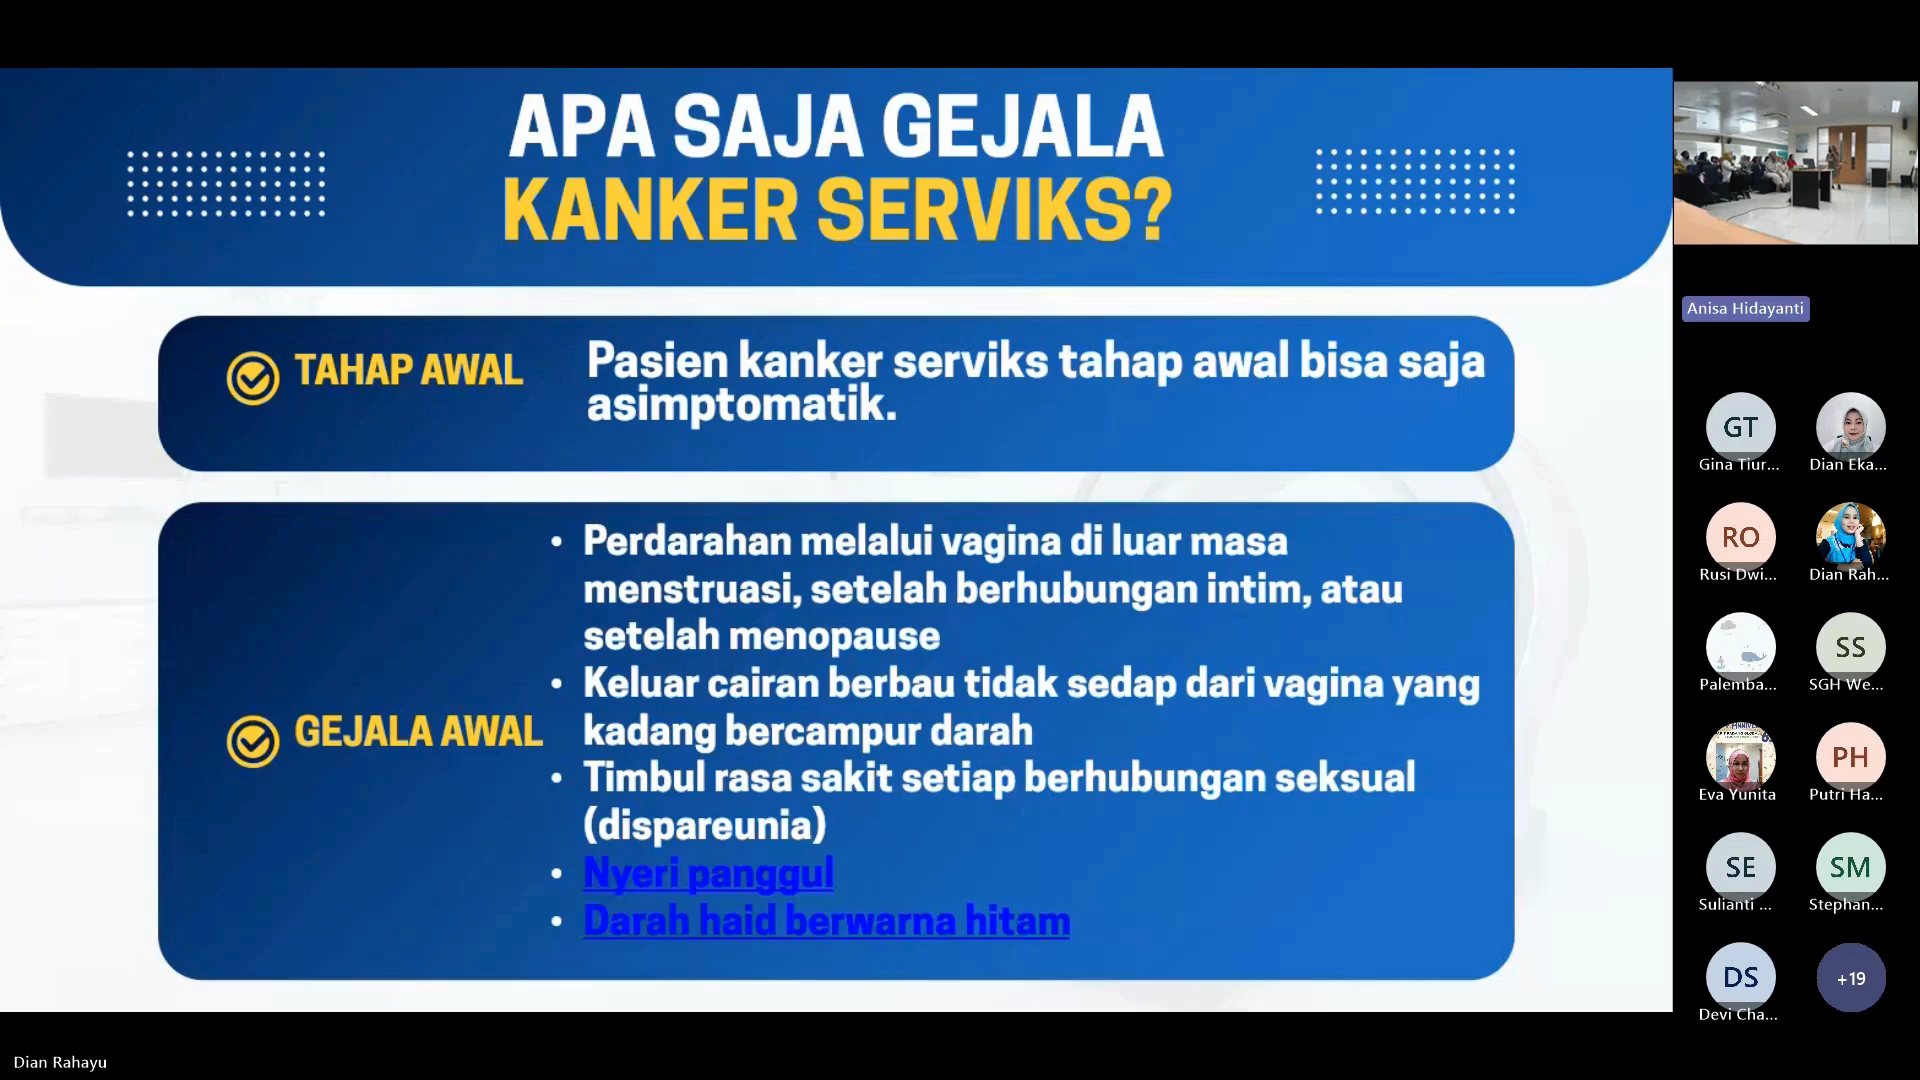 APA SAJA GEJALA
KANKER SERVIKS?
TAHAP AWAL
Pasien kanker serviks tahap awal bisa saja
asimptomatik.
GEJALA AWAL
• Perdarahan melalui vagina di luar masa
menstruasi, setelah berhubungan intim, atau
setelah menopause
• Keluar cairan berbau tidak sedap dari vagina yang
kadang bercampur darah
• Timbul rasa sakit setiap berhubungan seksual
(dispareunia)
• Nyeri panggul
• Darah haid berwarna hitam
Anisa Hidayanti
GT
Gina Tiur...
Dian Eka...
RO
Rusi Dwi...
Dian Rah...
Palemba...
SS
SGH We...
Eva Yunita
PH
Putri Ha...
SE
Sulianti ...
SM
Stephan...
DS
Devi Cha...
+19
Dian Rahayu